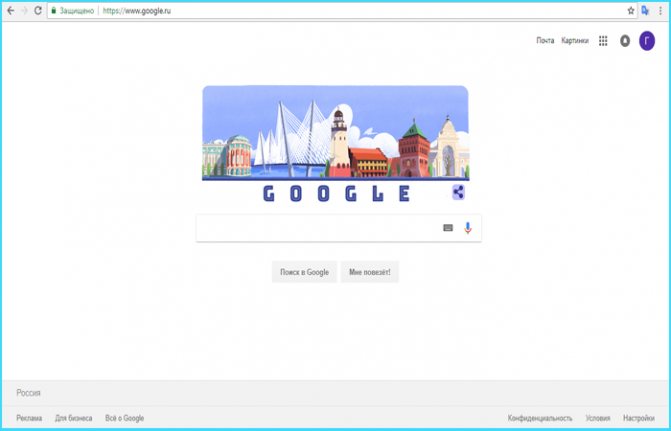 Защищено https://www.google.ru
Почта Картинки Г
GOOGLE
Поиск в Google Мне повезёт!
Россия
Реклама Для бизнеса Всё о Google Конфиденциальность Условия Настройки